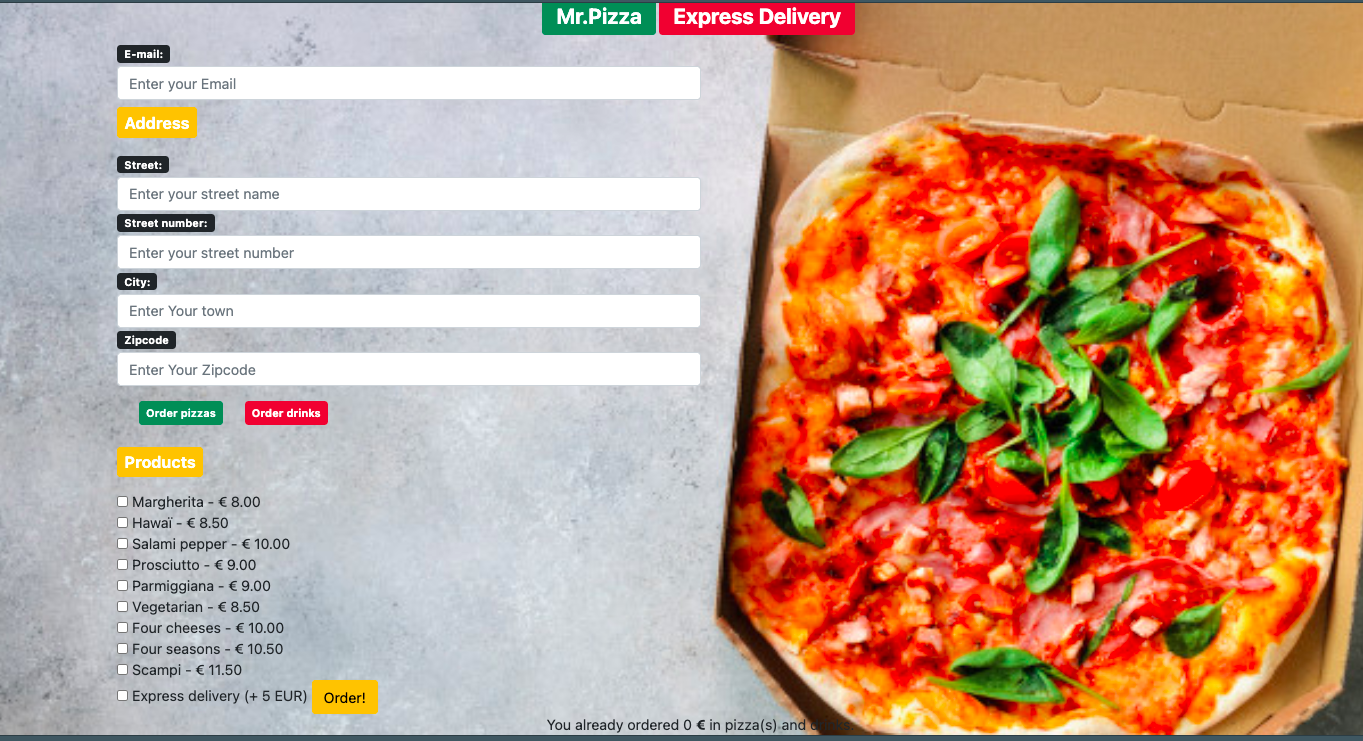 Mr.Pizza Express Delivery
E-mail:
Enter your Email
Address
Street:
Enter your street name
Street number:
Enter your street number
City:
Enter Your town
Zipcode
Enter Your Zipcode
Order pizzas Order drinks
Products
Margherita - € 8.00
Hawaï - € 8.50
Salami pepper - € 10.00
Prosciutto - € 9.00
Parmiggiana - € 9.00
Vegetarian - € 8.50
Four cheeses - € 10.00
Four seasons - € 10.50
Scampi - € 11.50
Express delivery (+ 5 EUR) Order!
You already ordered 0 € in pizza(s) and